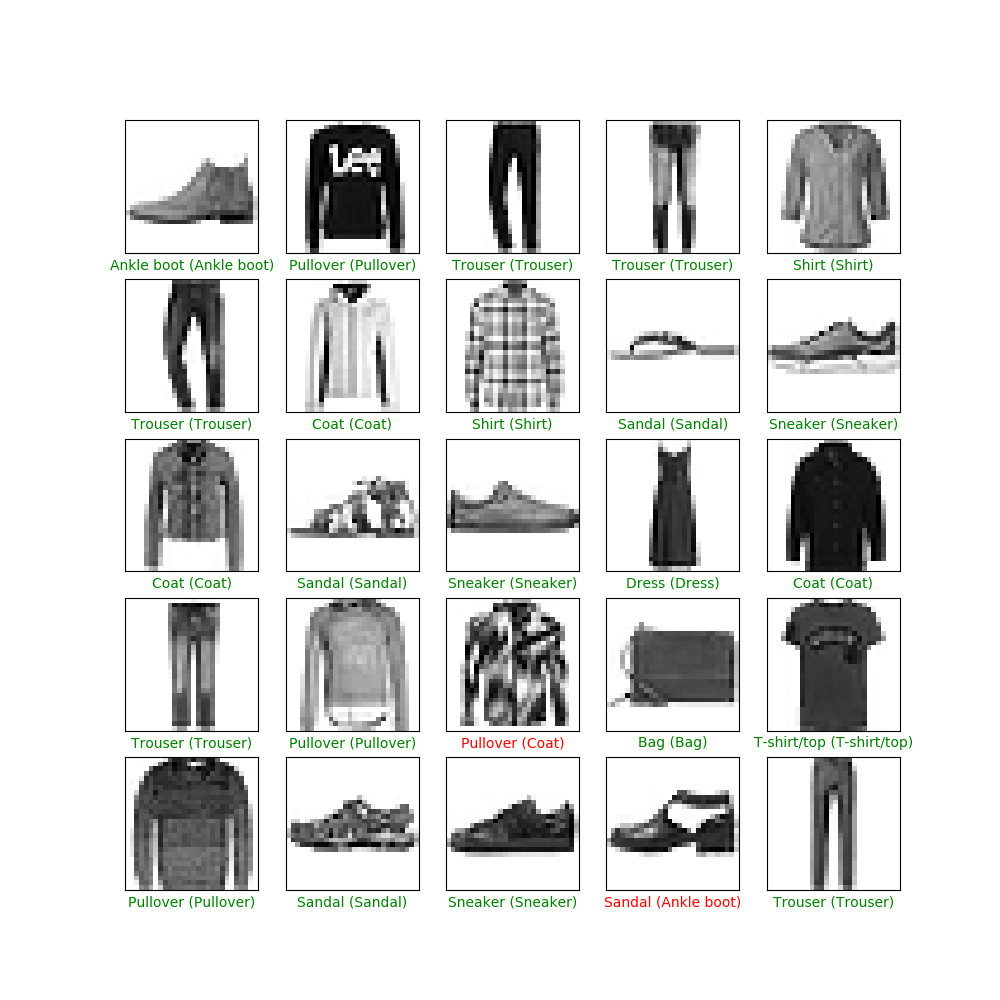 Lee
Ankle boot (Ankle boot) Pullover (Pullover) Trouser (Trouser) Trouser (Trouser) Shirt (Shirt)
Trouser (Trouser) Coat (Coat) Shirt (Shirt) Sandal (Sandal) Sneaker (Sneaker)
Coat (Coat) Sandal (Sandal) Sneaker (Sneaker) Dress (Dress) Coat (Coat)
Trouser (Trouser) Pullover (Pullover) Pullover (Coat) Bag (Bag) T-shirt/top (T-shirt/top)
Pullover (Pullover) Sandal (Sandal) Sneaker (Sneaker) Sandal (Ankle boot) Trouser (Trouser)